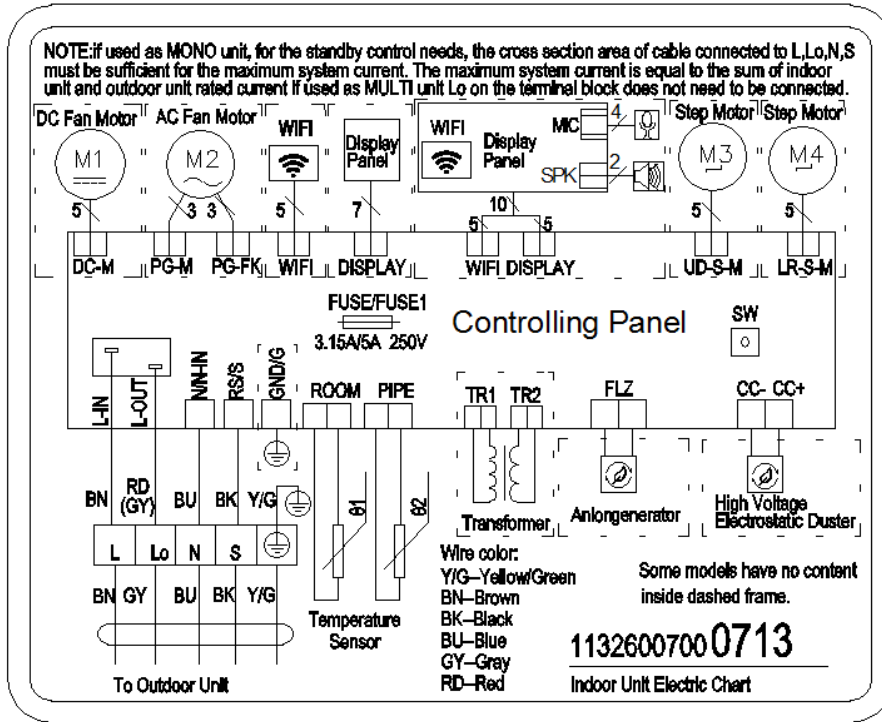 NOTE:if used as MONO unit, for the standby control needs, the cross section area of cable connected to L,Lo,N,S
must be sufficient for the maximum system current. The maximum system current is equal to the sum of indoor
unit and outdoor unit rated current If used as MULTI unit Lo on the terminal block does not need to be connected.
DC Fan Motor
AC Fan Motor
WIFI
Display
Panel
WIFI
Display
Panel
MIC
4
SPK
2
Step Motor
Step Motor
M1
M2
M3
M4
5
3
3
5
7
10
5
5
5
5
DC-M
PG-M
PG-FK
WIFI
DISPLAY
WIFI
DISPLAY
UD-S-M
LR-S-M
FUSE/FUSE1
3.15A/5A 250V
Controlling Panel
SW
L-IN
L-OUT
N/N-IN
RS/S
GND/G
ROOM
PIPE
TR1
TR2
FLZ
CC- CC+
BN
RD
(GY)
BU
BK
Y/G
θ1
θ2
Transformer
Anlongenerator
High Voltage
Electrostatic Duster
L
Lo
N
S
BN
GY
BU
BK
Y/G
Temperature
Sensor
To Outdoor Unit
Wire color:
Y/G—Yellow/Green
BN—Brown
BK—Black
BU—Blue
GY—Gray
RD—Red
Some models have no content
inside dashed frame.
1132600700 0713
Indoor Unit Electric Chart